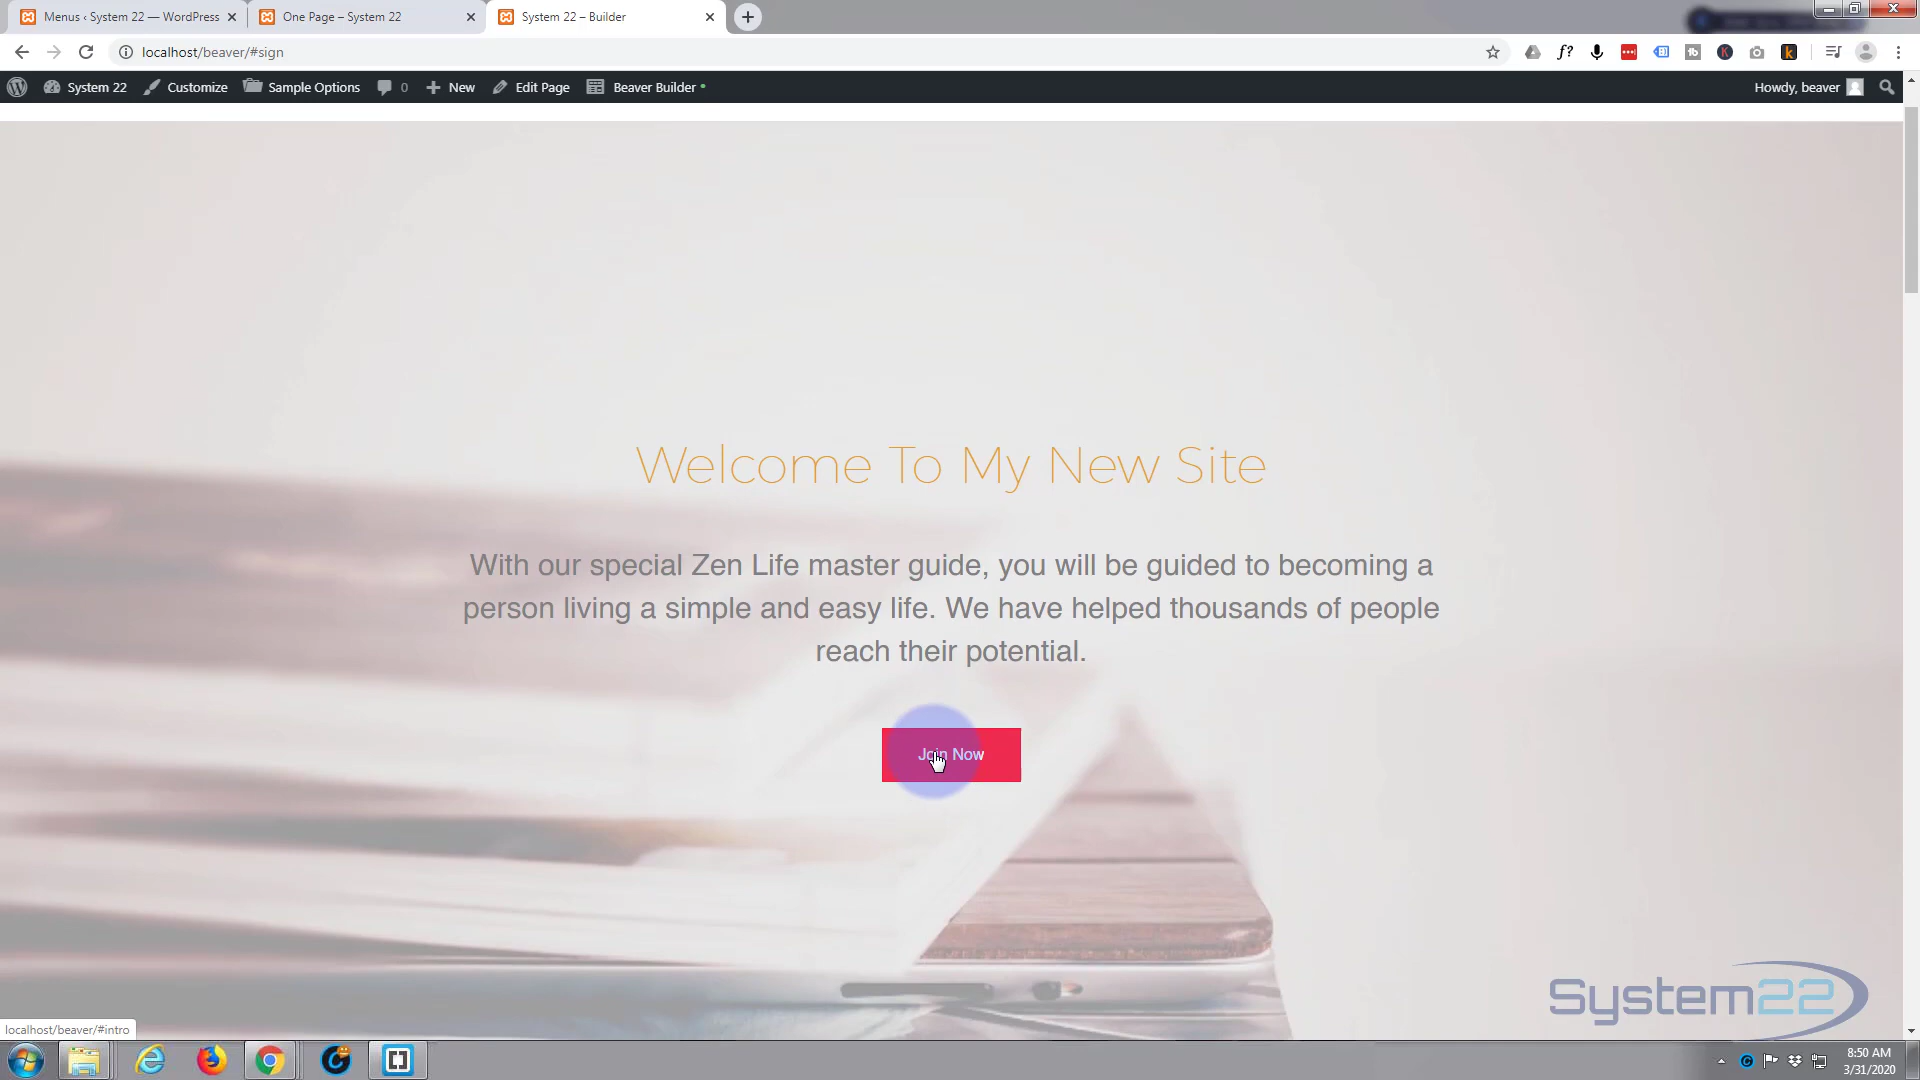 Menus ‹ System 22 — WordPress
One Page – System 22
System 22 – Builder
localhost/beaver/#sign
f?
System 22
Customize
Sample Options
0
New
Edit Page
Beaver Builder
Howdy, beaver
Welcome To My New Site
With our special Zen Life master guide, you will be guided to becoming a
person living a simple and easy life. We have helped thousands of people
reach their potential.
Join Now
System22
localhost/beaver/#intro
8:50 AM
3/31/2020